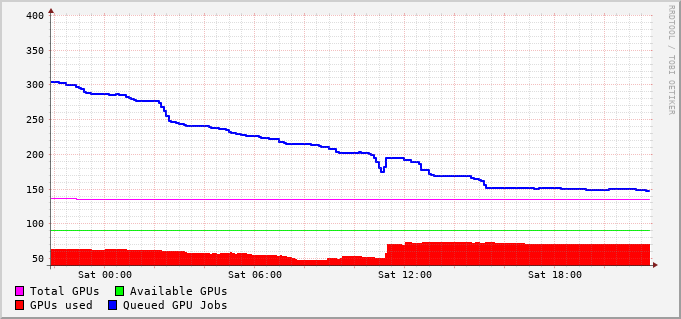 400
350
300
250
200
150
100
50
Sat 00:00 Sat 06:00 Sat 12:00 Sat 18:00
Total GPUs Available GPUs
GPUs used Queued GPU Jobs
RRDTOOL / TOBI OETIKER